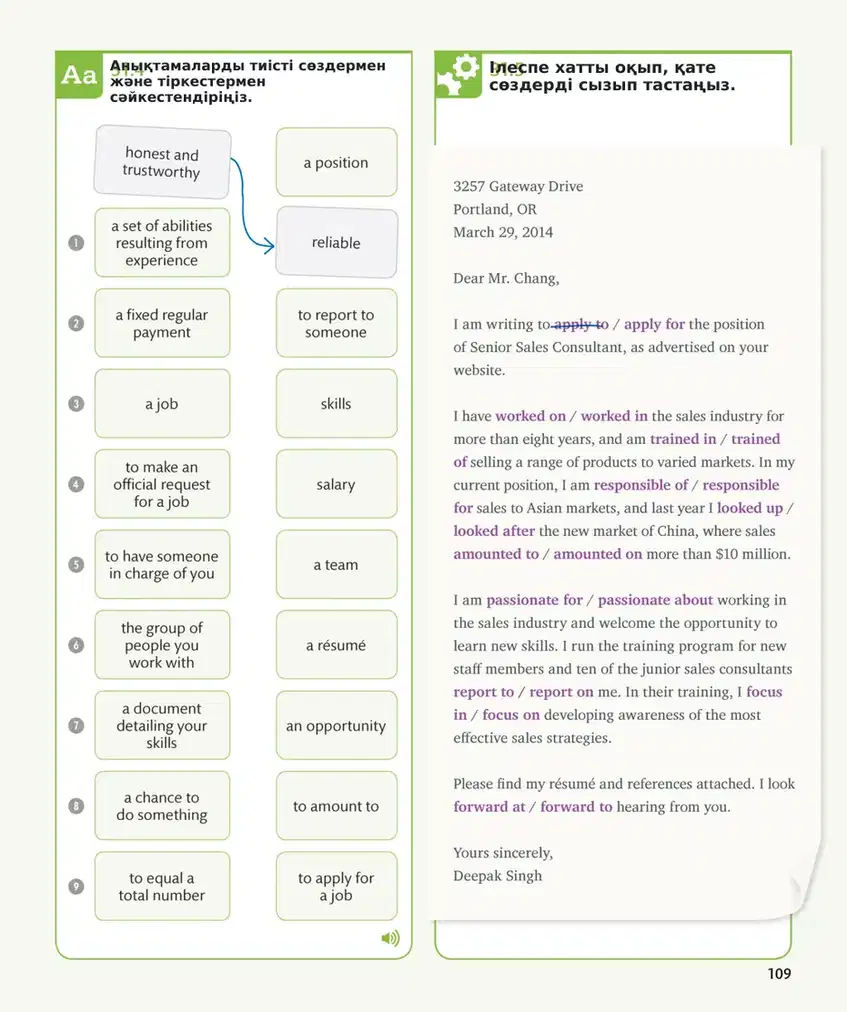 Aa
Анықтамаларды тиісті сөздермен
және тіркестермен
сәйкестендіріңіз.
honest and
trustworthy
a position
1
a set of abilities
resulting from
experience
reliable
2
a fixed regular
payment
to report to
someone
3
a job
skills
4
to make an
official request
for a job
salary
5
to have someone
in charge of you
a team
6
the group of
people you
work with
a résumé
7
a document
detailing your
skills
an opportunity
8
a chance to
do something
to amount to
9
to equal a
total number
to apply for
a job
Ілеспе хатты оқып, қате
сөздерді сызып тастаңыз.
3257 Gateway Drive
Portland, OR
March 29, 2014
Dear Mr. Chang,
I am writing to apply to / apply for the position
of Senior Sales Consultant, as advertised on your
website.
I have worked on / worked in the sales industry for
more than eight years, and am trained in / trained
of selling a range of products to varied markets. In my
current position, I am responsible of / responsible
for sales to Asian markets, and last year I looked up /
looked after the new market of China, where sales
amounted to / amounted on more than $10 million.
I am passionate for / passionate about working in
the sales industry and welcome the opportunity to
learn new skills. I run the training program for new
staff members and ten of the junior sales consultants
report to / report on me. In their training, I focus
in / focus on developing awareness of the most
effective sales strategies.
Please find my résumé and references attached. I look
forward at / forward to hearing from you.
Yours sincerely,
Deepak Singh
109